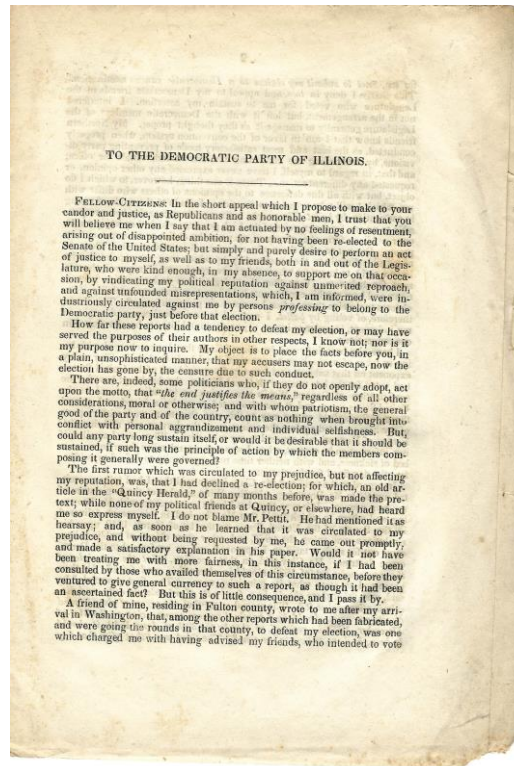 TO THE DEMOCRATIC PARTY OF ILLINOIS.
FELLOW-CITIZENS: In the short appeal which I propose to make to your
candor and justice, as Republicans and as honorable men, I trust that you
will believe me when I say that I am actuated by no feelings of resentment,
arising out of disappointed ambition, for not having been re-elected to the
Senate of the United States; but simply and purely desire to perform an act
of justice to myself, as well as to my friends, both in and out of the Legis-
lature, who were kind enough, in my absence, to support me on that occa-
sion, by vindicating my political reputation against unmerited reproach,
and against unfounded misrepresentations, which, I am informed, were in-
dustriously circulated against me by persons professing to belong to the
Democratic party, just before that election.
How far these reports had a tendency to defeat my election, or may have
served the purposes of their authors in other respects, I know not; nor is it
my purpose now to inquire. My object is to place the facts before you, in
a plain, unsophisticated manner, that my accusers may not escape, now the
election has gone by, the censure due to such conduct.
There are, indeed, some politicians who, if they do not openly adopt, act
upon the motto, that "the end justifies the means," regardless of all other
considerations, moral or otherwise; and with whom patriotism, the general
good of the party and of the country, count as nothing when brought into
conflict with personal aggrandizement and individual selfishness. But,
could any party long sustain itself, or would it be desirable that it should be
sustained, if such was the principle of action by which the members com-
posing it generally were governed?
The first rumor which was circulated to my prejudice, but not affecting
my reputation, was, that I had declined a re-election; for which, an old ar-
ticle in the "Quincy Herald," of many months before, was made the pre-
text; while none of my political friends at Quincy, or elsewhere, had heard
me so express myself. I do not blame Mr. Pettit. He had mentioned it as
hearsay; and, as soon as he learned that it was circulated to my
prejudice, and without being requested by me, he came out promptly,
and made a satisfactory explanation in his paper. Would it not have
been treating me with more fairness, in this instance, if I had been
consulted by those who availed themselves of this circumstance, before they
ventured to give general currency to such a report, as though it had been
an ascertained fact? But this is of little consequence, and I pass it by.
A friend of mine, residing in Fulton county, wrote to me after my arri-
val in Washington, that, among the other reports which had been fabricated,
and were going the rounds in that county, to defeat my election, was one
which charged me with having advised my friends, who intended to vote